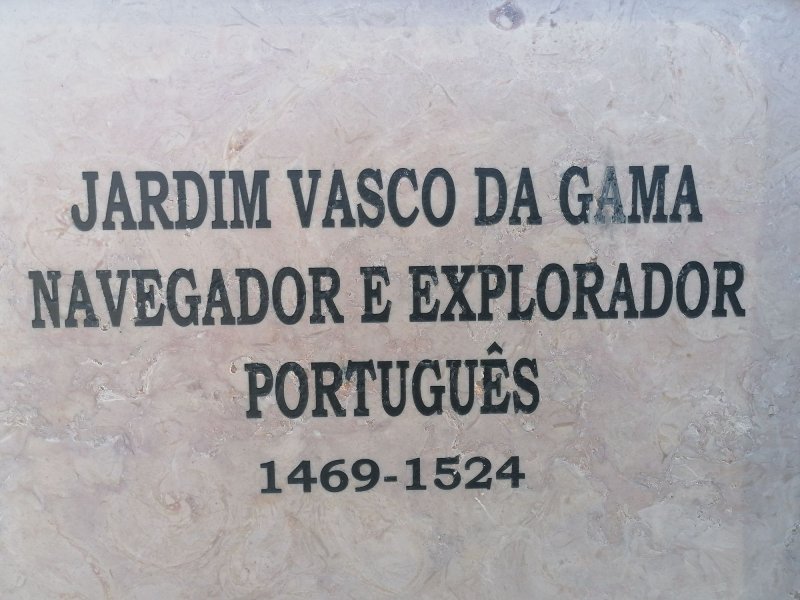 JARDIM VASCO DA GAMA
NAVEGADOR E EXPLORADOR
PORTUGUÊS
1469-1524